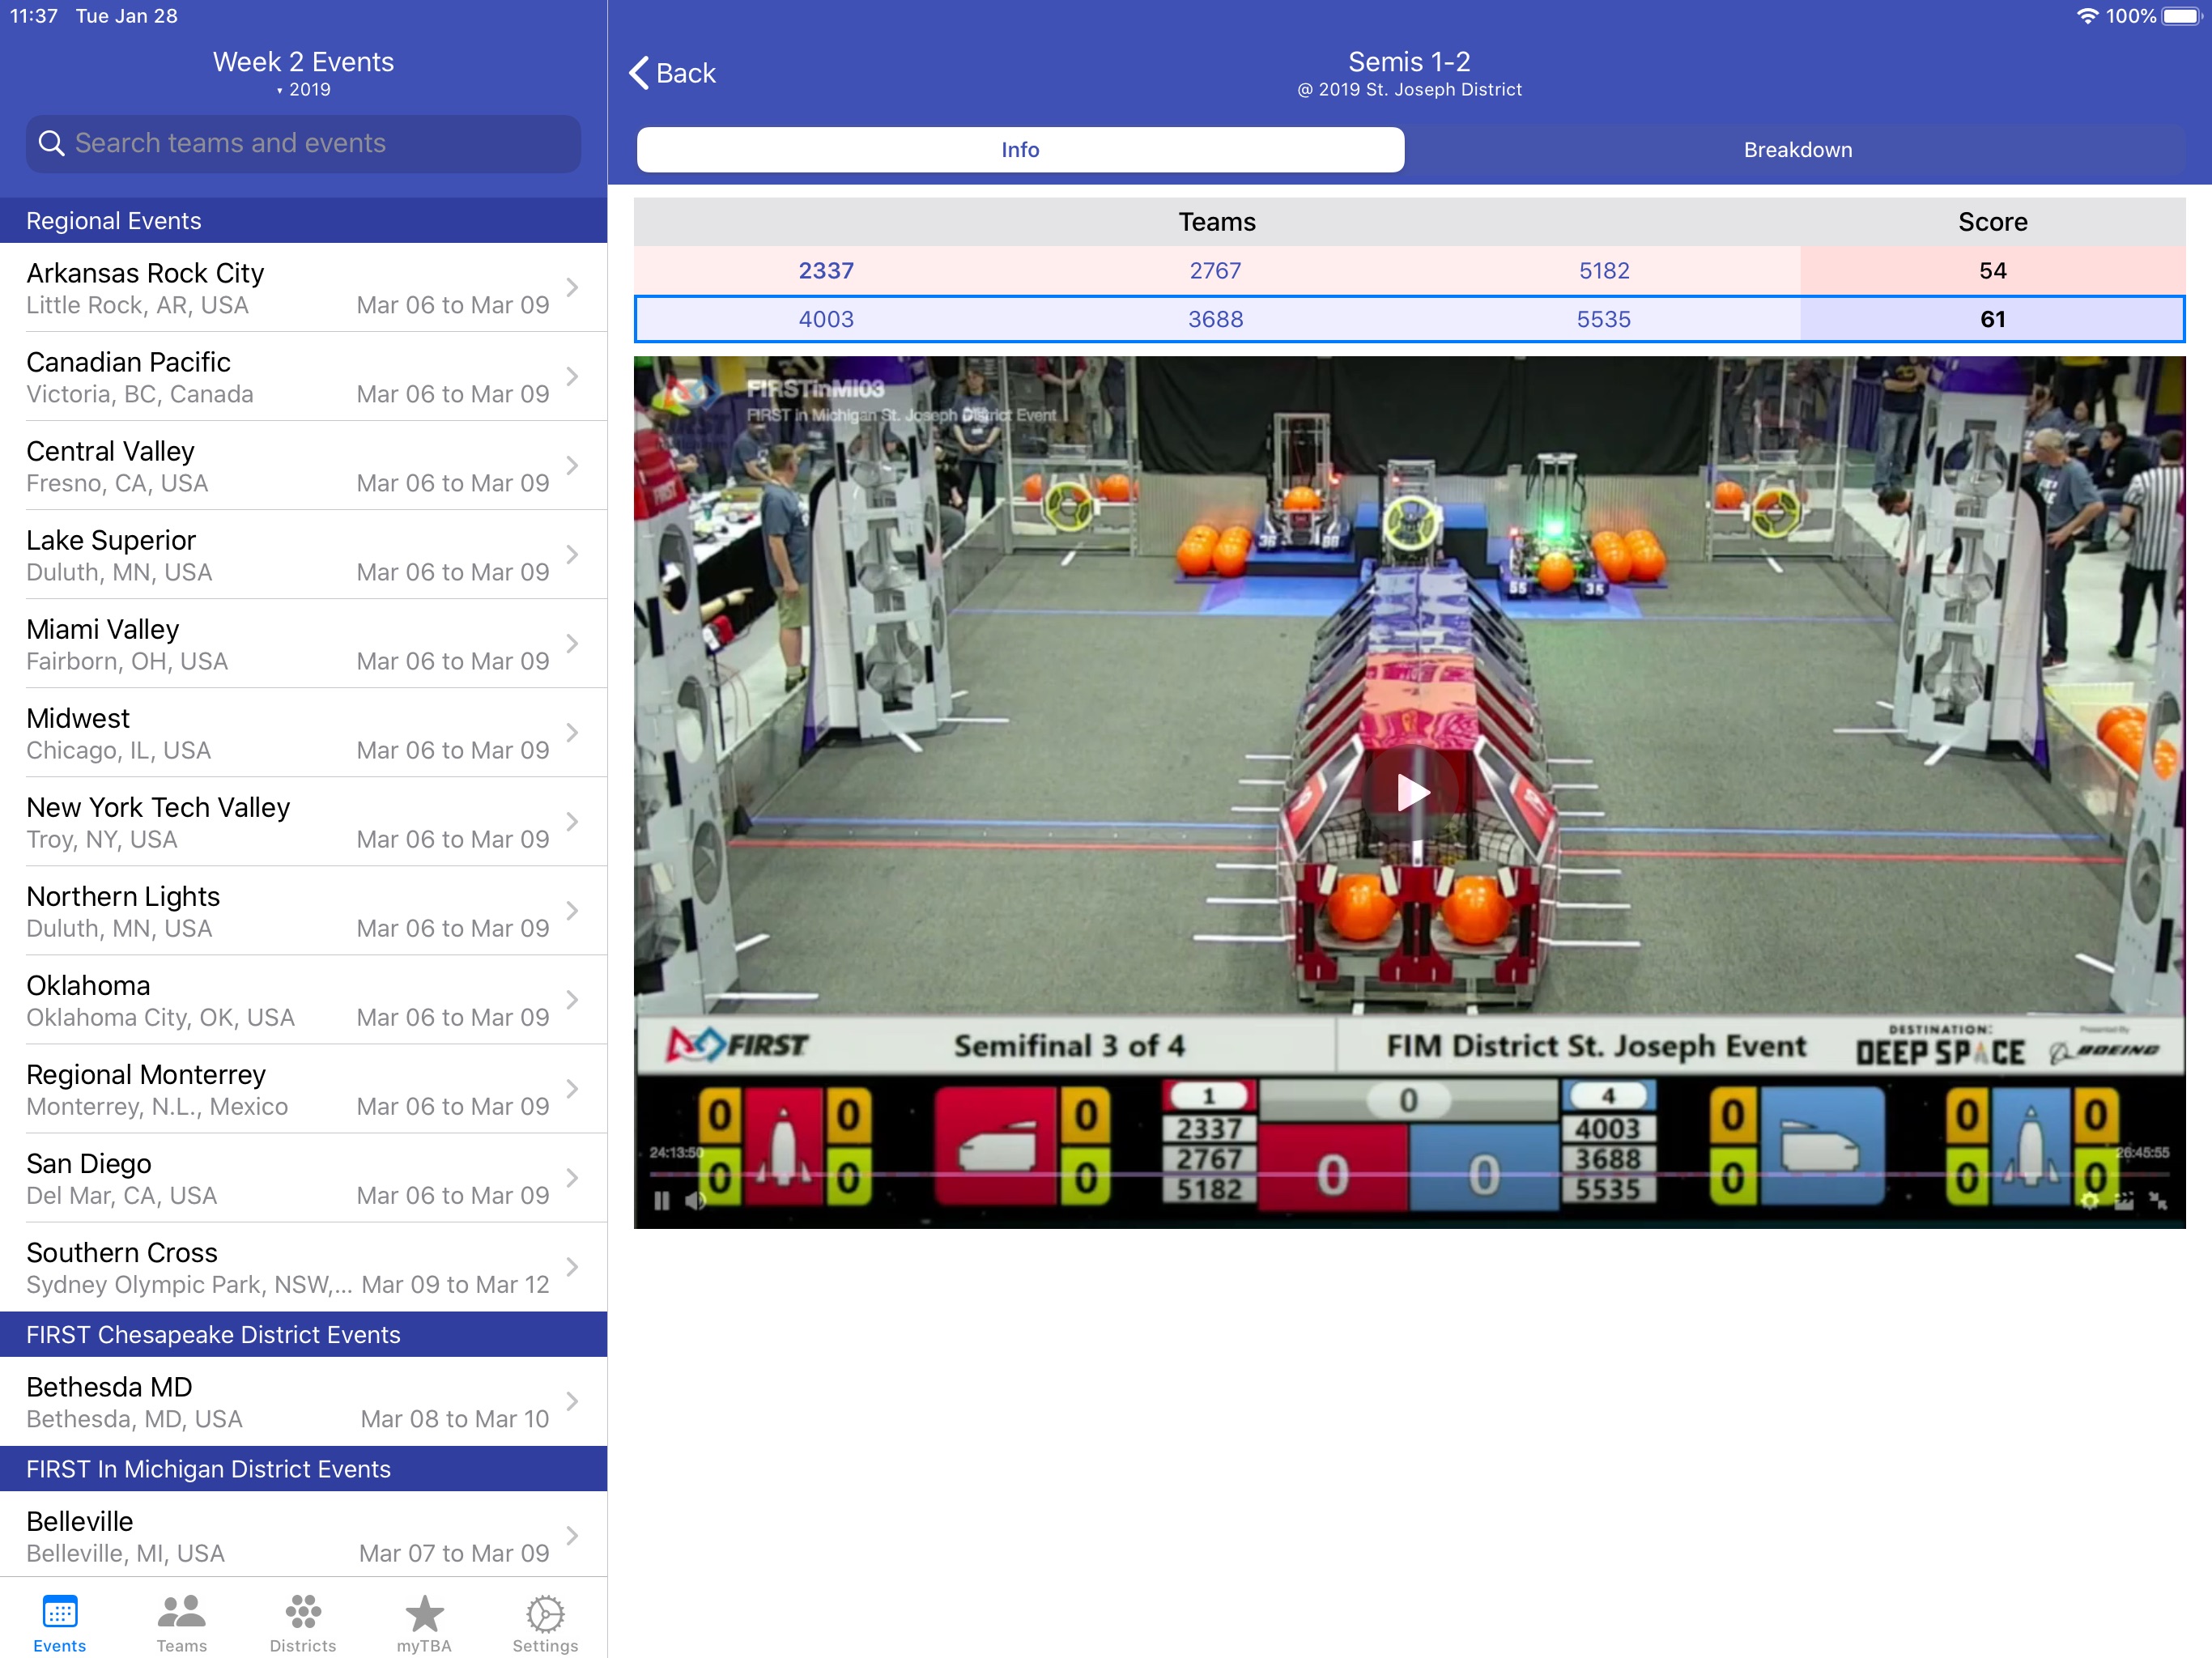 11:37 Tue Jan 28
100%
Week 2 Events
2019
Search teams and events
Regional Events
Arkansas Rock City
Little Rock, AR, USA Mar 06 to Mar 09
Canadian Pacific
Victoria, BC, Canada Mar 06 to Mar 09
Central Valley
Fresno, CA, USA Mar 06 to Mar 09
Lake Superior
Duluth, MN, USA Mar 06 to Mar 09
Miami Valley
Fairborn, OH, USA Mar 06 to Mar 09
Midwest
Chicago, IL, USA Mar 06 to Mar 09
New York Tech Valley
Troy, NY, USA Mar 06 to Mar 09
Northern Lights
Duluth, MN, USA Mar 06 to Mar 09
Oklahoma
Oklahoma City, OK, USA Mar 06 to Mar 09
Regional Monterrey
Monterrey, N.L., Mexico Mar 06 to Mar 09
San Diego
Del Mar, CA, USA Mar 06 to Mar 09
Southern Cross
Sydney Olympic Park, NSW,... Mar 09 to Mar 12
FIRST Chesapeake District Events
Bethesda MD
Bethesda, MD, USA Mar 08 to Mar 10
FIRST In Michigan District Events
Belleville
Belleville, MI, USA Mar 07 to Mar 09
Events Teams Districts myTBA Settings
Back
Semis 1-2
@ 2019 St. Joseph District
Info Breakdown
Teams Score
2337 2767 5182 54
4003 3688 5535 61
FIRSTinMI03
FIRST in Michigan St. Joseph District Event
FIRST
36 88
55 35
FIRST Semifinal 3 of 4 FIM District St. Joseph Event DESTINATION: DEEP SPACE Presented By BOEING
0 0 0 1 0 4 0 0 0
2337 4003
2767 0 0 3688
5182 5535
0 0 0 0 0 0
24:13:50 26:45:55